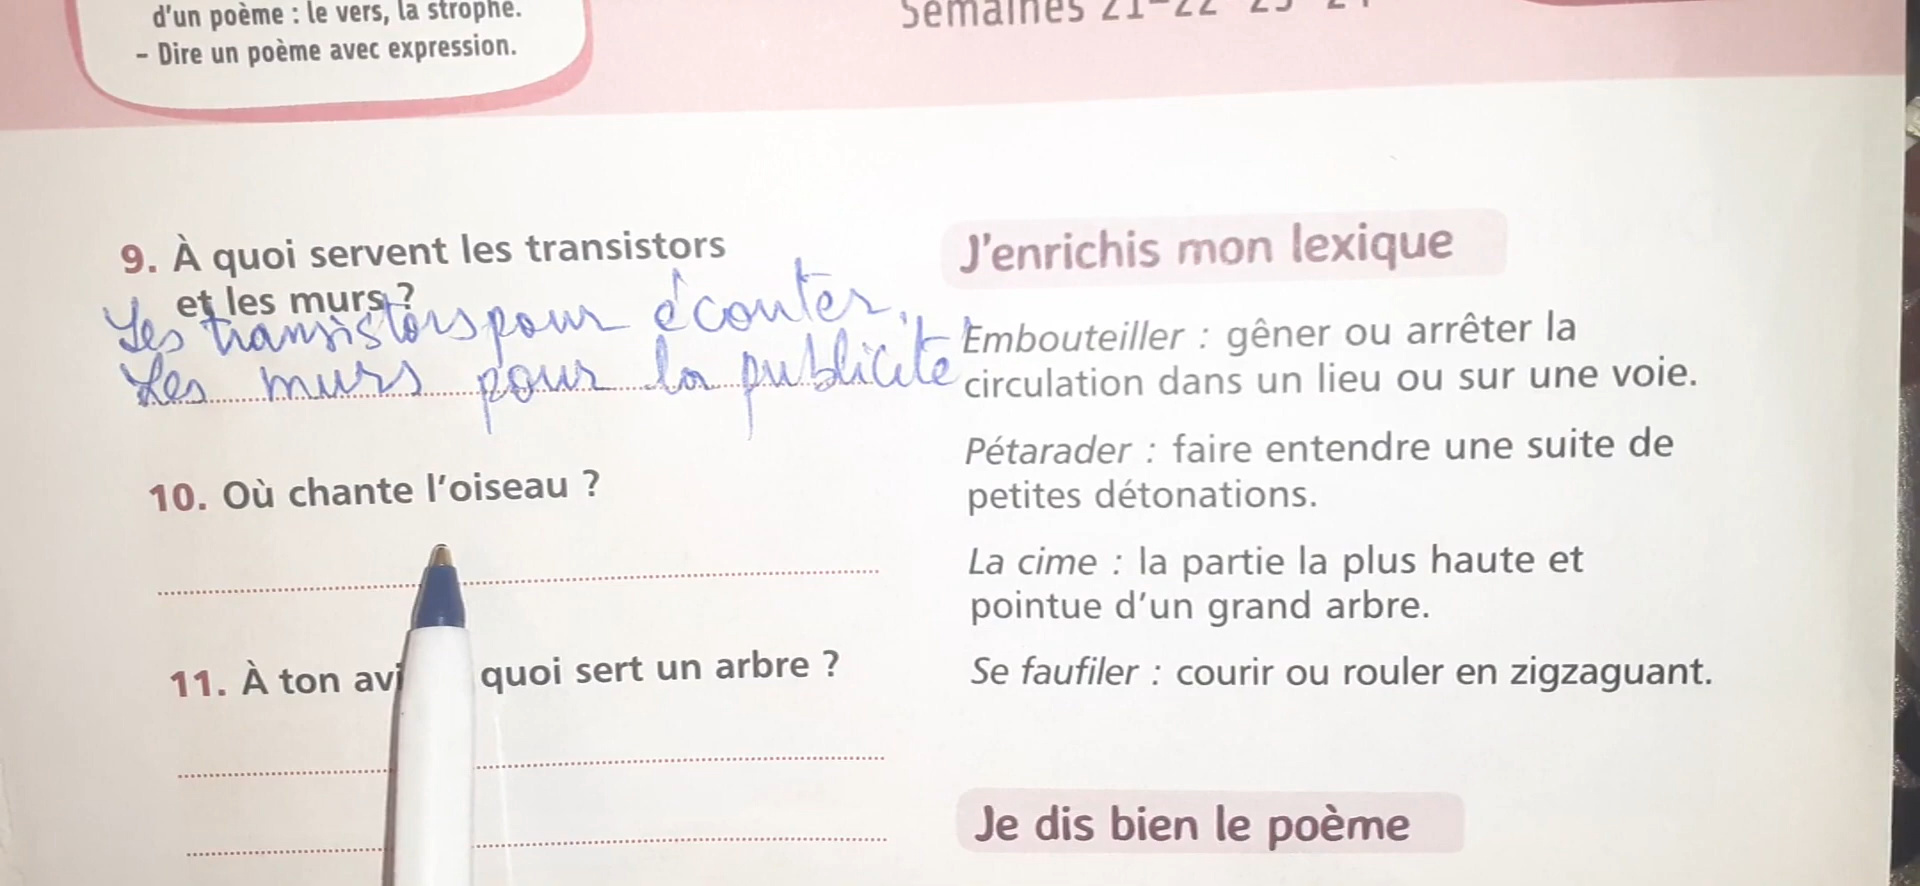 d'un poème : le vers, la strophe.
- Dire un poème avec expression.
Semaines 21-22
9. À quoi servent les transistors
et les murs ?
Les transistors pour écouter.
Les murs pour la publicité
10. Où chante l'oiseau ?
11. À ton avi quoi sert un arbre ?
J'enrichis mon lexique
Embouteiller : gêner ou arrêter la
circulation dans un lieu ou sur une voie.
Pétarader : faire entendre une suite de
petites détonations.
La cime : la partie la plus haute et
pointue d'un grand arbre.
Se faufiler : courir ou rouler en zigzaguant.
Je dis bien le poème